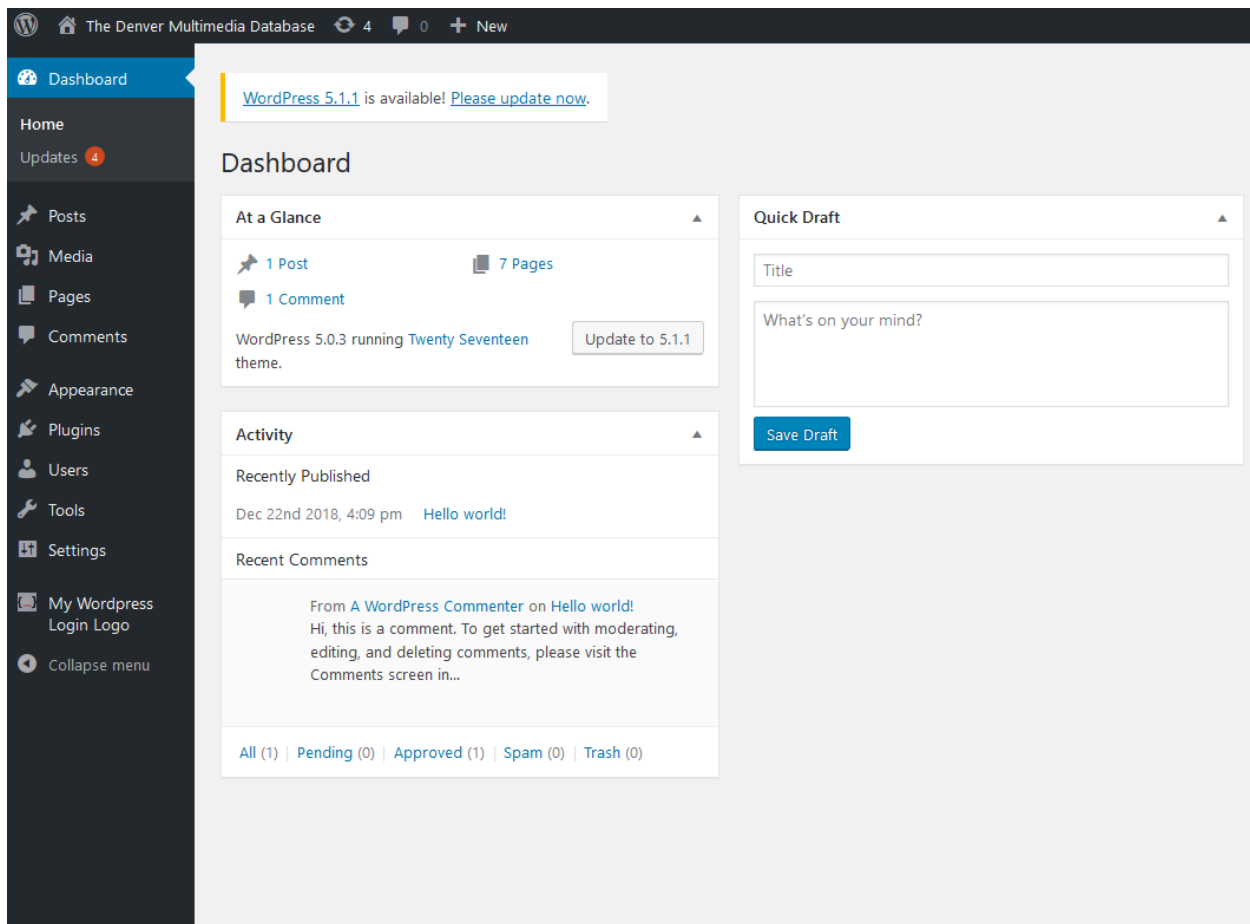 The Denver Multimedia Database 4 0 New
Dashboard
Home
Updates 4
Posts
Media
Pages
Comments
Appearance
Plugins
Users
Tools
Settings
My Wordpress
Login Logo
Collapse menu
WordPress 5.1.1 is available! Please update now.
Dashboard
At a Glance
1 Post 7 Pages
1 Comment
WordPress 5.0.3 running Twenty Seventeen
theme.
Update to 5.1.1
Activity
Recently Published
Dec 22nd 2018, 4:09 pm Hello world!
Recent Comments
From A WordPress Commenter on Hello world!
Hi, this is a comment. To get started with moderating,
editing, and deleting comments, please visit the
Comments screen in...
All (1) | Pending (0) | Approved (1) | Spam (0) | Trash (0)
Quick Draft
Title
What's on your mind?
Save Draft